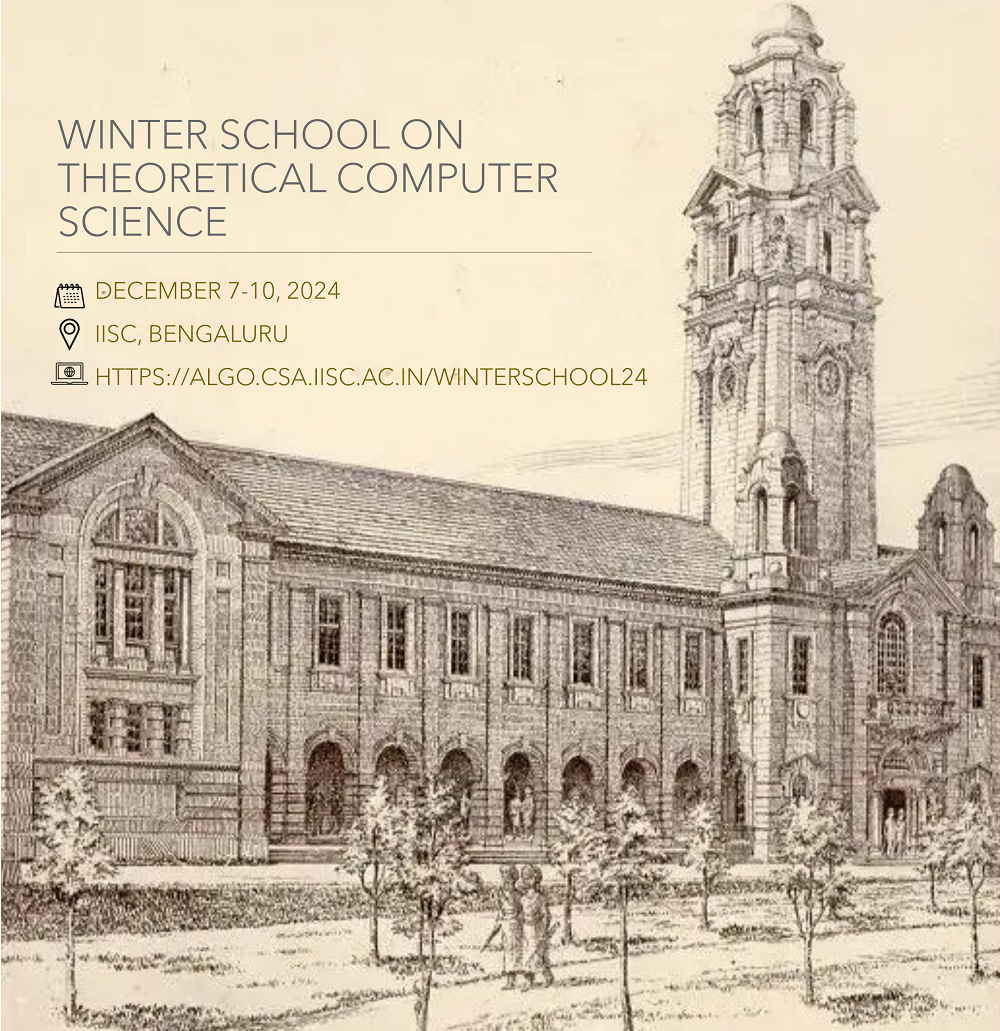 WINTER SCHOOL ON
THEORETICAL COMPUTER
SCIENCE
DECEMBER 7-10, 2024
IISC, BENGALURU
HTTPS://ALGO.CSA.IISC.AC.IN/WINTERSCHOOL24